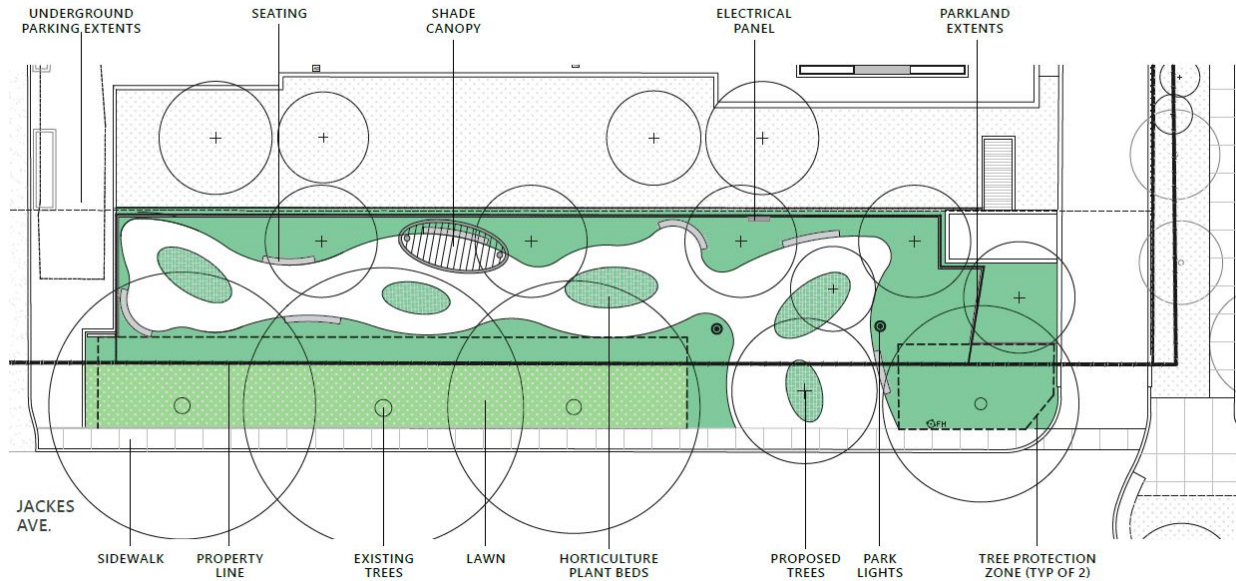 UNDERGROUND
PARKING EXTENTS
SEATING
SHADE
CANOPY
ELECTRICAL
PANEL
PARKLAND
EXTENTS
FH
JACKES
AVE.
SIDEWALK
PROPERTY
LINE
EXISTING
TREES
LAWN
HORTICULTURE
PLANT BEDS
PROPOSED
TREES
PARK
LIGHTS
TREE PROTECTION
ZONE (TYP OF 2)